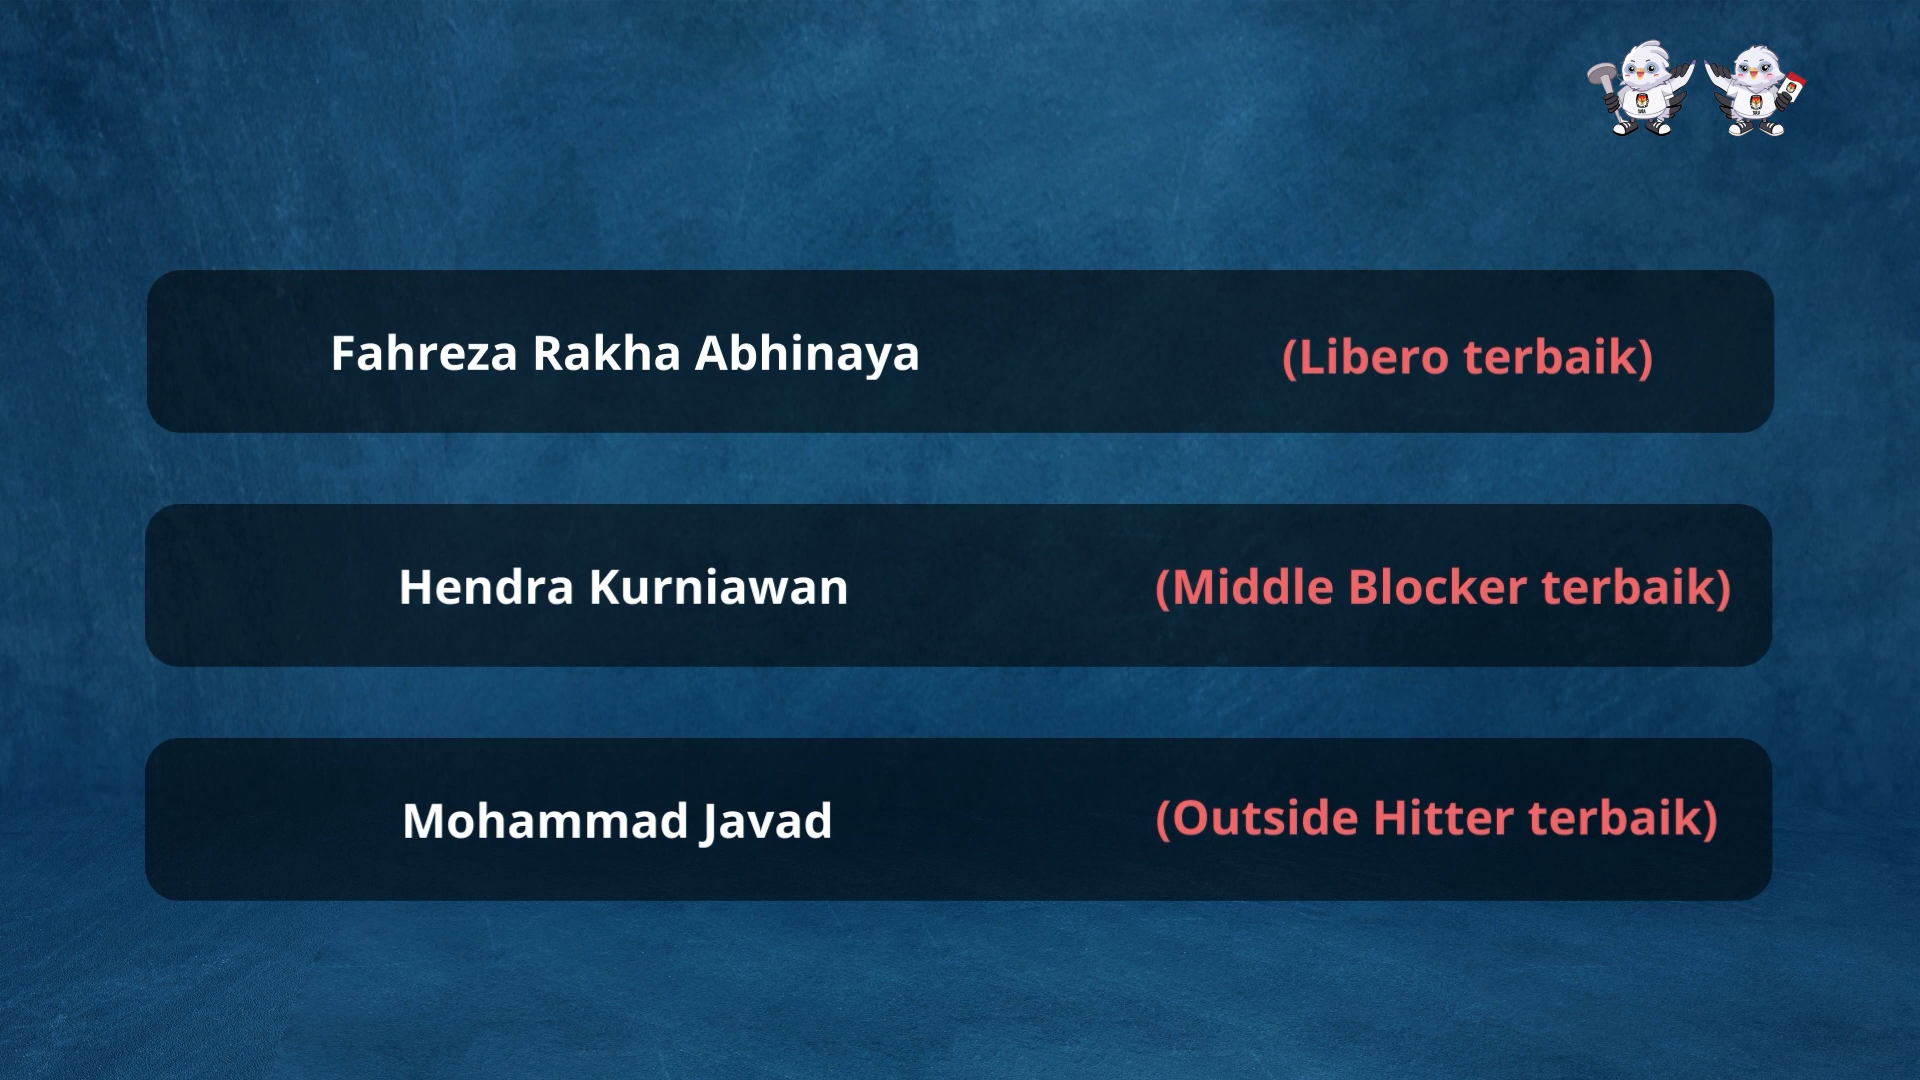 Fahreza Rakha Abhinaya (Libero terbaik)
Hendra Kurniawan (Middle Blocker terbaik)
Mohammad Javad (Outside Hitter terbaik)